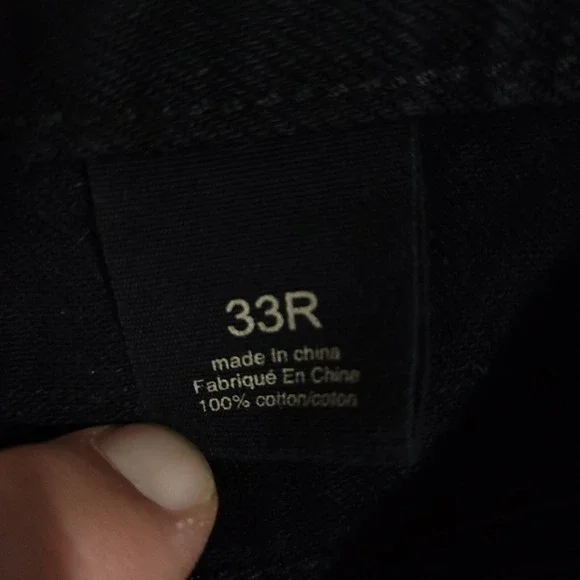 33R
made in china
Fabriqué En Chine
100% cotton/coton